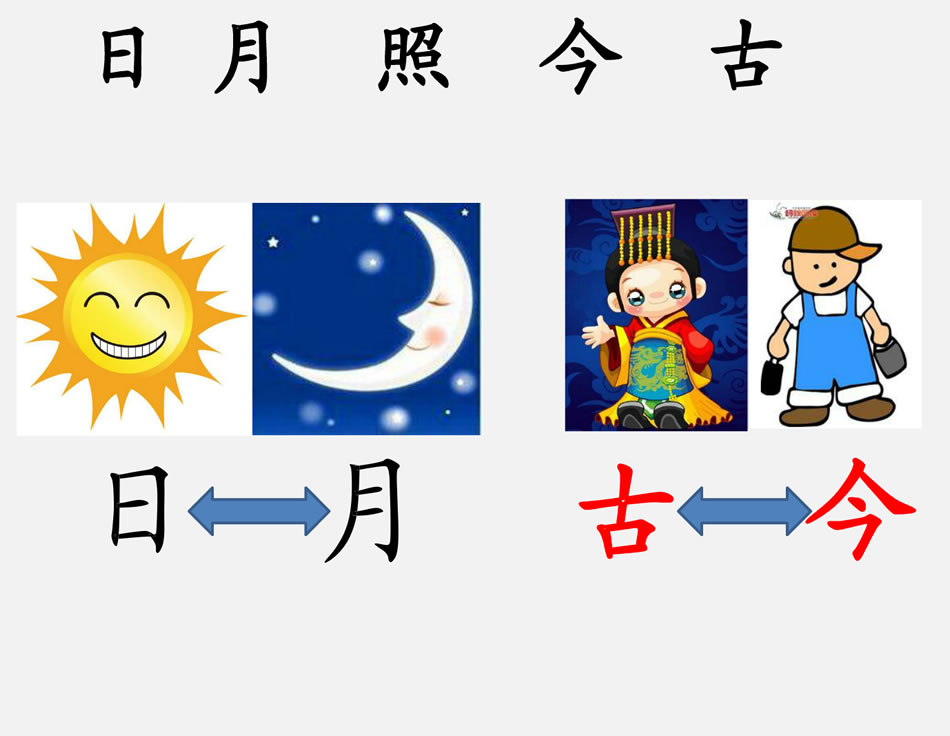 日 月 照 今 古
日 月 古 今